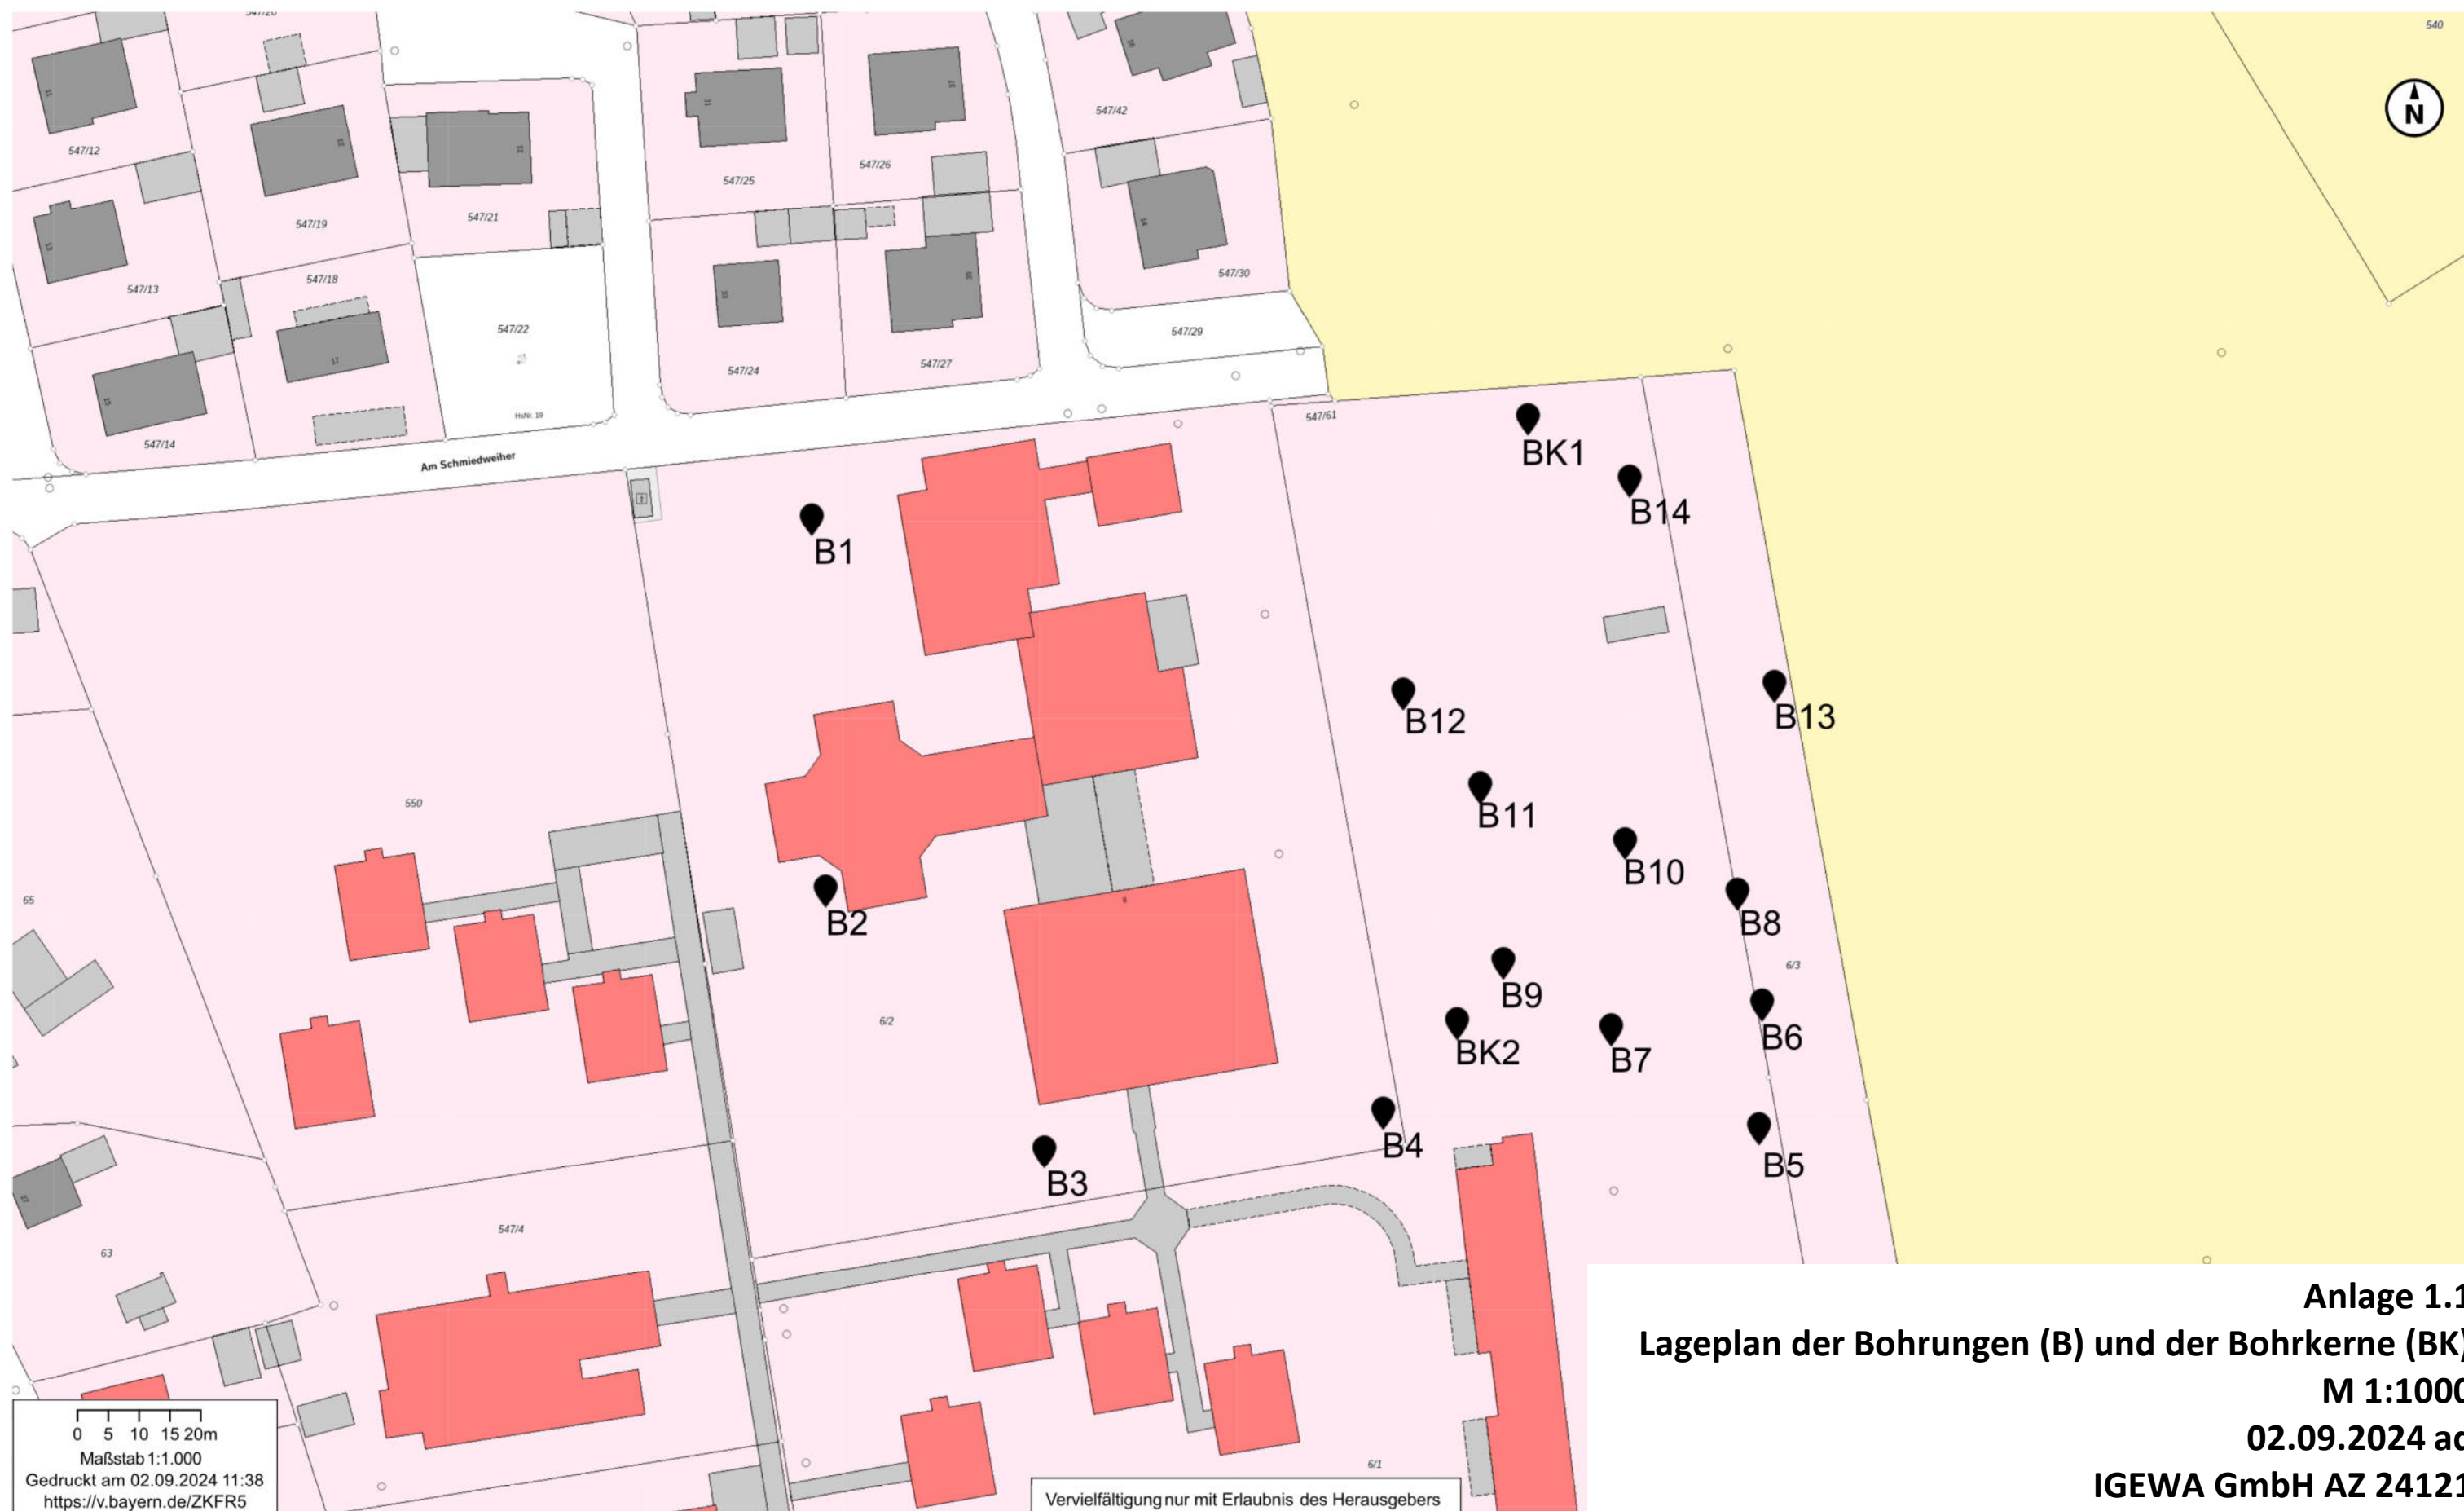 540
N
547/42
547/12
547/26
547/25
547/21
547/19
547/30
547/18
547/13
547/22
547/29
547/27
547/24
HsNr. 19
547/61
547/14
Am Schmiedweiher
BK1
B14
B1
B12
B13
550
B11
B10
65
B2
B8
6/3
B9
6/2
B6
BK2
B7
B4
B5
B3
547/4
63
6/1
0 5 10 15 20m
Maßstab 1:1.000
Gedruckt am 02.09.2024 11:38
https://v.bayern.de/ZKFR5
Vervielfältigung nur mit Erlaubnis des Herausgebers
Anlage 1.1
Lageplan der Bohrungen (B) und der Bohrkerne (BK)
M 1:1000
02.09.2024 ad
IGEWA GmbH AZ 24121